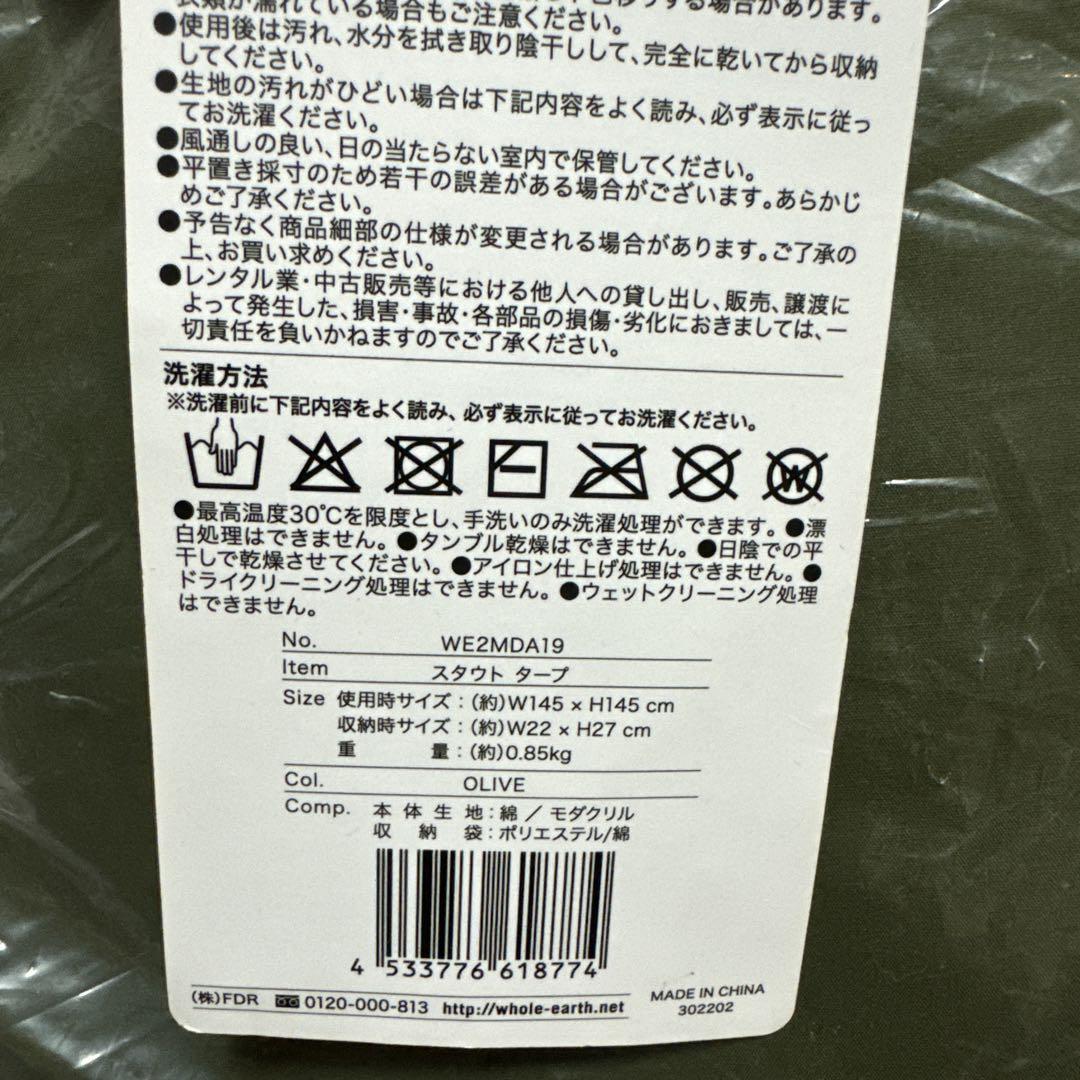 場合があります。
衣類が濡れている場合もご注意ください。
●使用後は汚れ、水分を拭き取り陰干しして、完全に乾いてから収納
してください。
●生地の汚れがひどい場合は下記内容をよく読み、必ず表示に従っ
てお洗濯ください。
●風通しの良い、日の当たらない室内で保管してください。
●平置き採寸のため若干の誤差がある場合がございます。あらかじ
めご了承ください。
●予告なく商品細部の仕様が変更される場合があります。ご了承の
上、お買い求めください。
●レンタル業・中古販売等における他人への貸し出し、販売、譲渡に
よって発生した、損害・事故・各部品の損傷・劣化におきましては、一
切責任を負いかねますのでご了承ください。
洗濯方法
※洗濯前に下記内容をよく読み、必ず表示に従ってお洗濯ください。
W
●最高温度30℃を限度とし、手洗いのみ洗濯処理ができます。●漂
白処理はできません。●タンブル乾燥はできません。●日陰での平
干しで乾燥させてください。●アイロン仕上げ処理はできません。●
ドライクリーニング処理はできません。●ウェットクリーニング処理
はできません。
No. WE2MDA19
Item スタウト タープ
Size 使用時サイズ：(約)W145 × H145 cm
収納時サイズ：(約)W22 × H27 cm
重 量：(約)0.85kg
Col. OLIVE
Comp. 本体生地：綿 ／ モダクリル
収納袋：ポリエステル/綿
4 533776 618774
(株)FDR 0120-000-813 http://whole-earth.net
MADE IN CHINA
302202